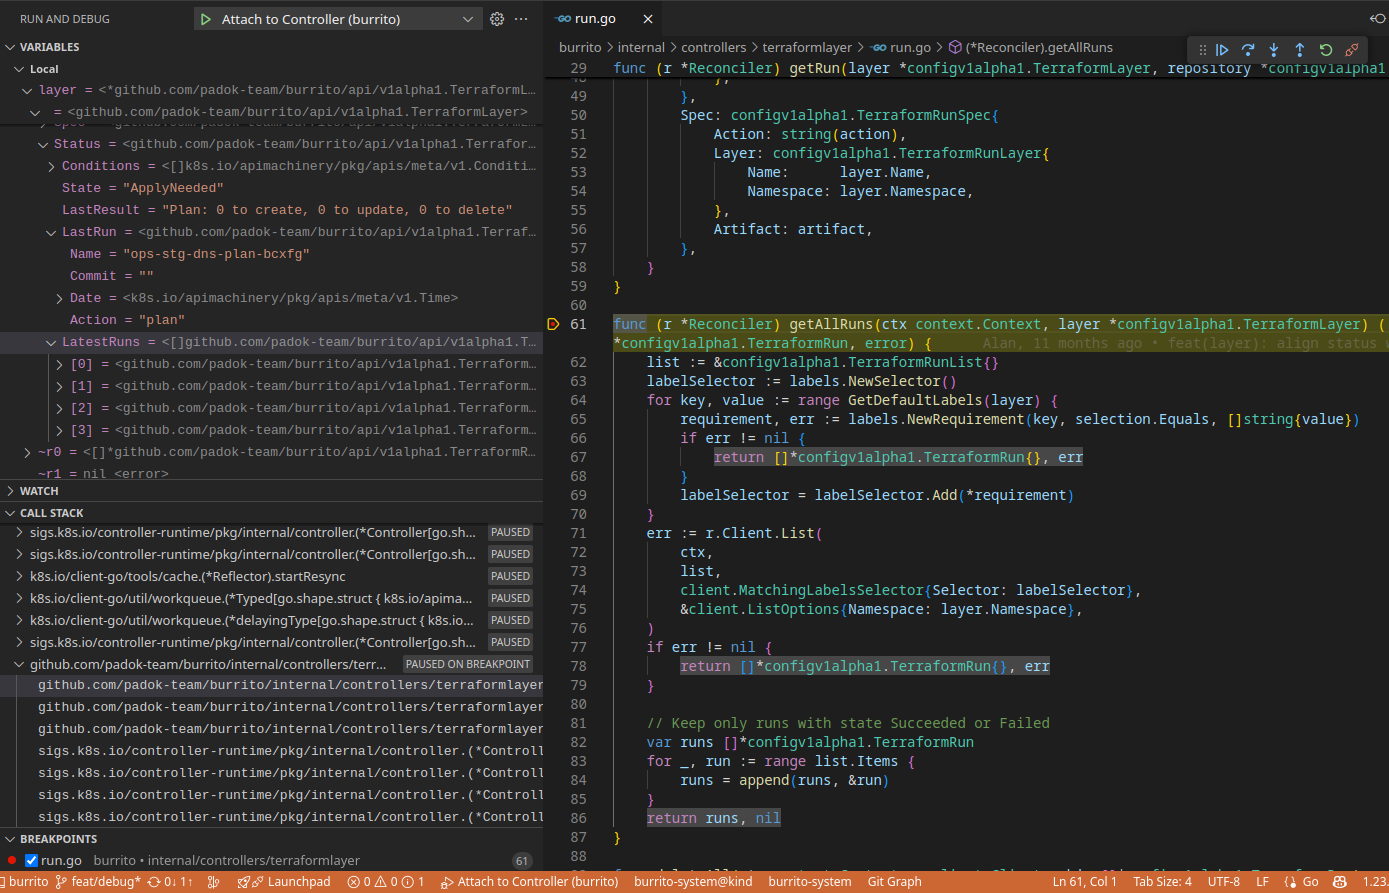 RUN AND DEBUG
Attach to Controller (burrito)
VARIABLES
Local
layer = <*github.com/padok-team/burrito/api/v1alpha1.TerraformL…
= <github.com/padok-team/burrito/api/v1alpha1.TerraformLayer>
Status = <github.com/padok-team/burrito/api/v1alpha1.Terrafor…
Conditions = <[]k8s.io/apimachinery/pkg/apis/meta/v1.Conditi…
State = "ApplyNeeded"
LastResult = "Plan: 0 to create, 0 to update, 0 to delete"
LastRun = <github.com/padok-team/burrito/api/v1alpha1.Terraf…
Name = "ops-stg-dns-plan-bcxfg"
Commit = ""
Date = <k8s.io/apimachinery/pkg/apis/meta/v1.Time>
Action = "plan"
LatestRuns = <[]github.com/padok-team/burrito/api/v1alpha1.T…
[0] = <github.com/padok-team/burrito/api/v1alpha1.Terraform…
[1] = <github.com/padok-team/burrito/api/v1alpha1.Terraform…
[2] = <github.com/padok-team/burrito/api/v1alpha1.Terraform…
[3] = <github.com/padok-team/burrito/api/v1alpha1.Terraform…
~r0 = <[]*github.com/padok-team/burrito/api/v1alpha1.TerraformR…
~r1 = nil <error>
WATCH
CALL STACK
sigs.k8s.io/controller-runtime/pkg/internal/controller.(*Controller[go.sh… PAUSED
sigs.k8s.io/controller-runtime/pkg/internal/controller.(*Controller[go.sh… PAUSED
k8s.io/client-go/tools/cache.(*Reflector).startResync PAUSED
k8s.io/client-go/util/workqueue.(*Typed[go.shape.struct { k8s.io/apima… PAUSED
k8s.io/client-go/util/workqueue.(*delayingType[go.shape.struct { k8s.io… PAUSED
sigs.k8s.io/controller-runtime/pkg/internal/controller.(*Controller[go.sh… PAUSED
github.com/padok-team/burrito/internal/controllers/terr… PAUSED ON BREAKPOINT
github.com/padok-team/burrito/internal/controllers/terraformlayer
github.com/padok-team/burrito/internal/controllers/terraformlayer
github.com/padok-team/burrito/internal/controllers/terraformlayer
sigs.k8s.io/controller-runtime/pkg/internal/controller.(*Controll
sigs.k8s.io/controller-runtime/pkg/internal/controller.(*Controll
sigs.k8s.io/controller-runtime/pkg/internal/controller.(*Controll
sigs.k8s.io/controller-runtime/pkg/internal/controller.(*Controll
BREAKPOINTS
run.go burrito • internal/controllers/terraformlayer 61
run.go
burrito > internal > controllers > terraformlayer > run.go > (*Reconciler).getAllRuns
29 func (r *Reconciler) getRun(layer *configv1alpha1.TerraformLayer, repository *configv1alpha1
49 },
50 Spec: configv1alpha1.TerraformRunSpec{
51 Action: string(action),
52 Layer: configv1alpha1.TerraformRunLayer{
53 Name: layer.Name,
54 Namespace: layer.Namespace,
55 },
56 Artifact: artifact,
57 },
58 }
59 }
60
61 func (r *Reconciler) getAllRuns(ctx context.Context, layer *configv1alpha1.TerraformLayer) (
*configv1alpha1.TerraformRun, error) { Alan, 11 months ago • feat(layer): align status
62 list := &configv1alpha1.TerraformRunList{}
63 labelSelector := labels.NewSelector()
64 for key, value := range GetDefaultLabels(layer) {
65 requirement, err := labels.NewRequirement(key, selection.Equals, []string{value})
66 if err != nil {
67 return []*configv1alpha1.TerraformRun{}, err
68 }
69 labelSelector = labelSelector.Add(*requirement)
70 }
71 err := r.Client.List(
72 ctx,
73 list,
74 client.MatchingLabelsSelector{Selector: labelSelector},
75 &client.ListOptions{Namespace: layer.Namespace},
76 )
77 if err != nil {
78 return []*configv1alpha1.TerraformRun{}, err
79 }
80
81 // Keep only runs with state Succeeded or Failed
82 var runs []*configv1alpha1.TerraformRun
83 for _, run := range list.Items {
84 runs = append(runs, &run)
85 }
86 return runs, nil
87 }
88
burrito feat/debug* 0↓ 1↑ Launchpad 0 0 1 Attach to Controller (burrito) burrito-system@kind burrito-system Git Graph Ln 61, Col 1 Tab Size: 4 UTF-8 LF Go 1.23